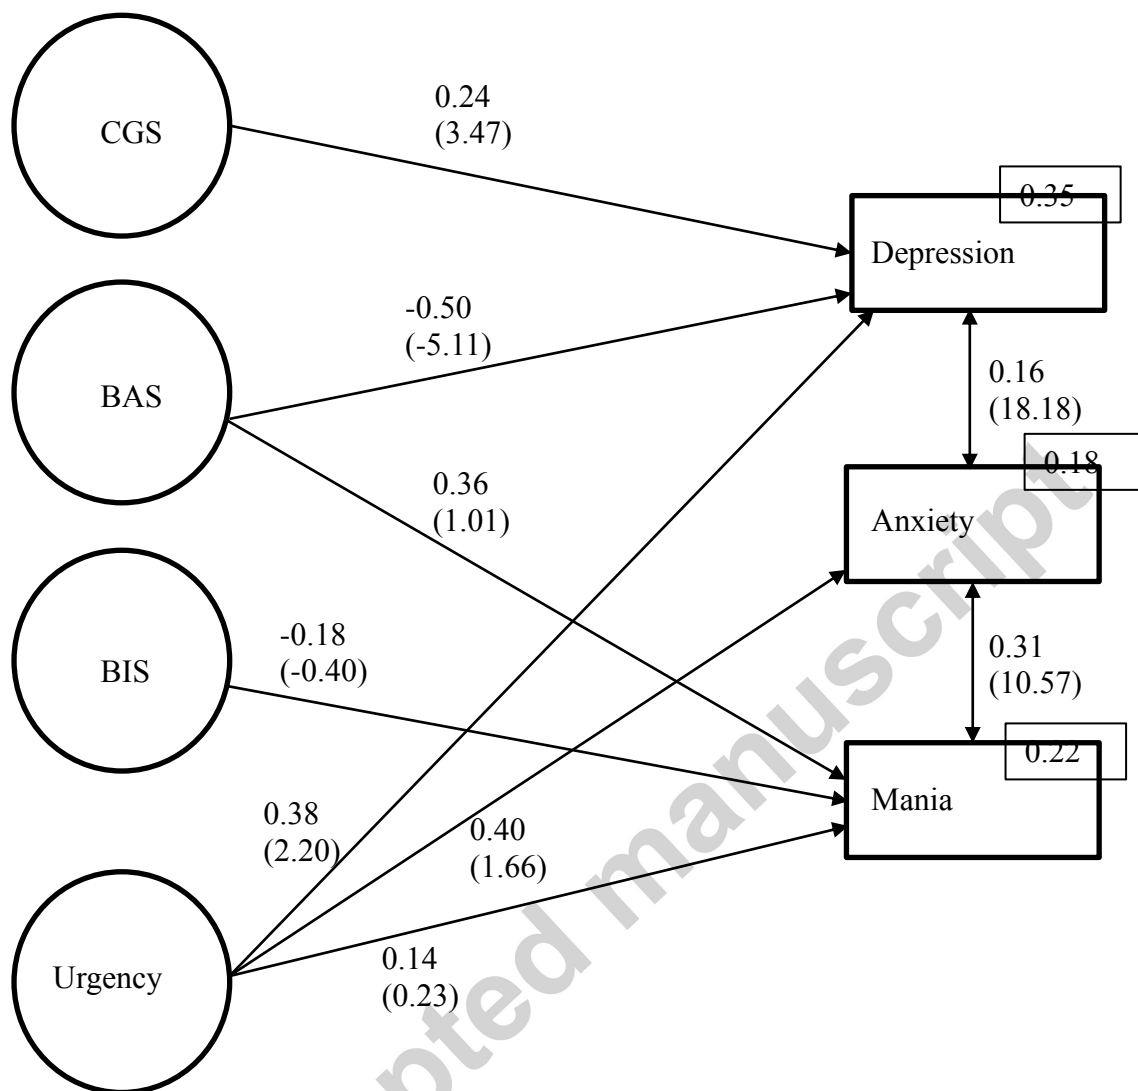 CGS
0.24
(3.47)
0.35
Depression
BAS
-0.50
(-5.11)
0.16
(18.18)
0.18
0.36
(1.01)
Anxiety
BIS
-0.18
(-0.40)
0.31
(10.57)
0.22
Mania
0.38
(2.20)
0.40
(1.66)
Urgency
0.14
(0.23)
pted manuscript